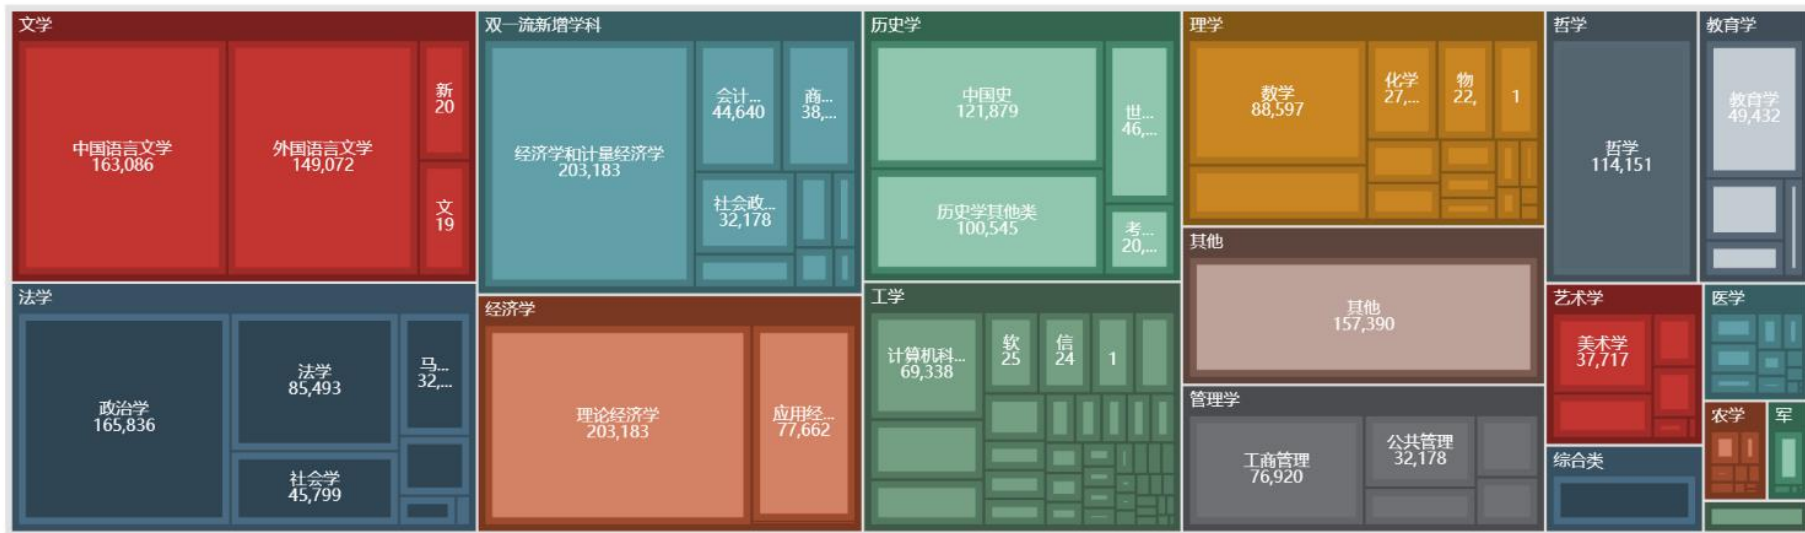 文学
中国语言文学
163,086
外国语言文学
149,072
新
20
文
19
双一流新增学科
经济学和计量经济学
203,183
会计...
44,640
商...
38,...
社会政...
32,178
历史学
中国史
121,879
世...
46,...
历史学其他类
100,545
考...
20,...
理学
数学
88,597
化学
27,...
物
22,
1
哲学
哲学
114,151
教育学
教育学
49,432
法学
政治学
165,836
法学
85,493
马...
32,...
社会学
45,799
经济学
理论经济学
203,183
应用经...
77,662
工学
计算机科...
69,338
软
25
信
24
1
其他
其他
157,390
管理学
工商管理
76,920
公共管理
32,178
艺术学
美术学
37,717
医学
农学
军
综合类